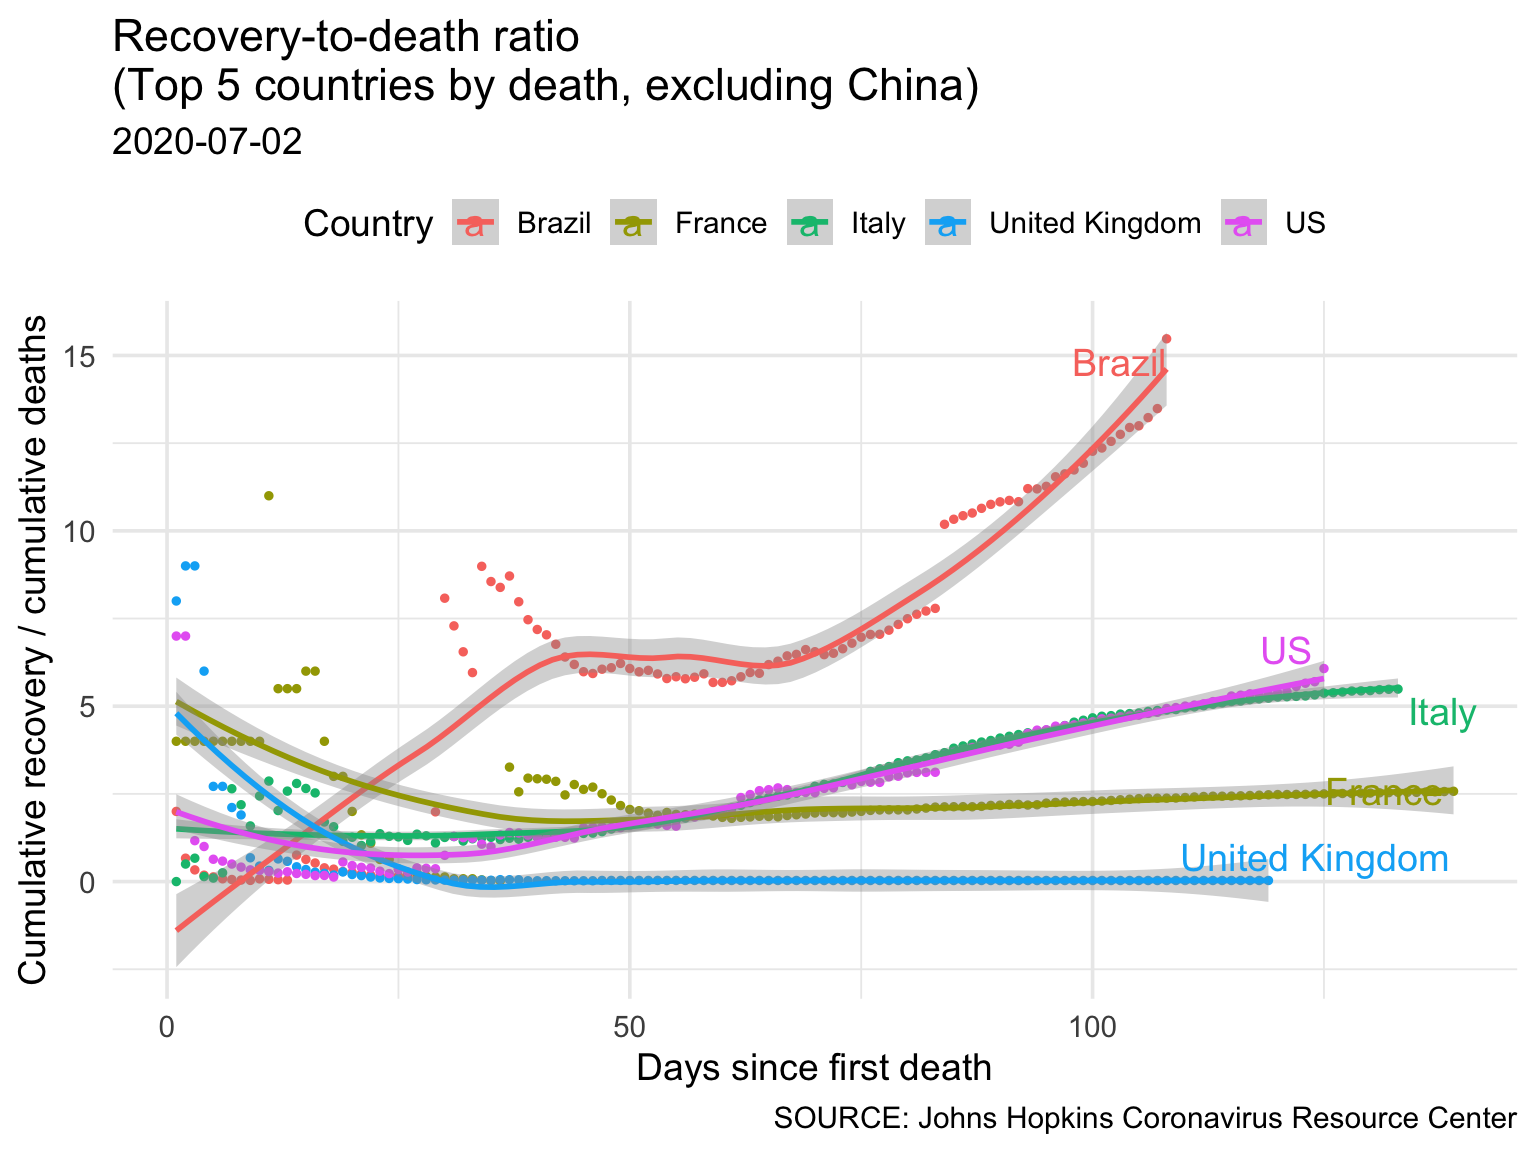 Recovery-to-death ratio
(Top 5 countries by death, excluding China)
2020-07-02
Country a Brazil a France a Italy a United Kingdom a US
Cumulative recovery / cumulative deaths
15
10
5
0
Brazil
US
Italy
France
United Kingdom
0 50 100
Days since first death
SOURCE: Johns Hopkins Coronavirus Resource Center